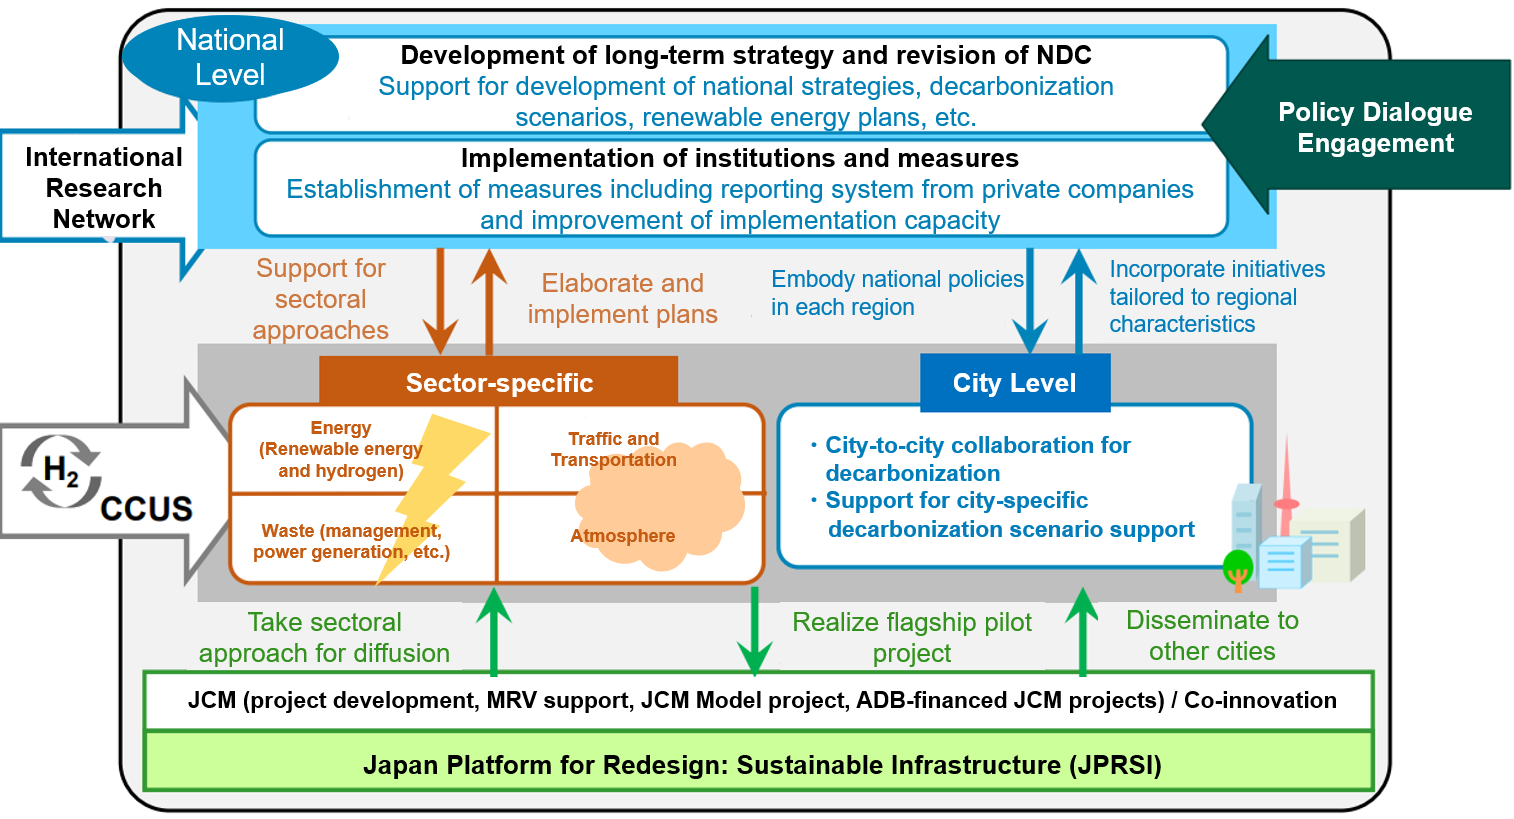 National
Level
Development of long-term strategy and revision of NDC
Support for development of national strategies, decarbonization
scenarios, renewable energy plans, etc.
Implementation of institutions and measures
Establishment of measures including reporting system from private companies
and improvement of implementation capacity
International
Research
Network
Policy Dialogue
Engagement
Support for
sectoral
approaches
Elaborate and
implement plans
Embody national policies
in each region
Incorporate initiatives
tailored to regional
characteristics
Sector-specific
City Level
Energy
(Renewable energy
and hydrogen)
Traffic and
Transportation
Waste (management,
power generation, etc.)
Atmosphere
・City-to-city collaboration for
decarbonization
・Support for city-specific
decarbonization scenario support
H2
CCUS
Take sectoral
approach for diffusion
Realize flagship pilot
project
Disseminate to
other cities
JCM (project development, MRV support, JCM Model project, ADB-financed JCM projects) / Co-innovation
Japan Platform for Redesign: Sustainable Infrastructure (JPRSI)